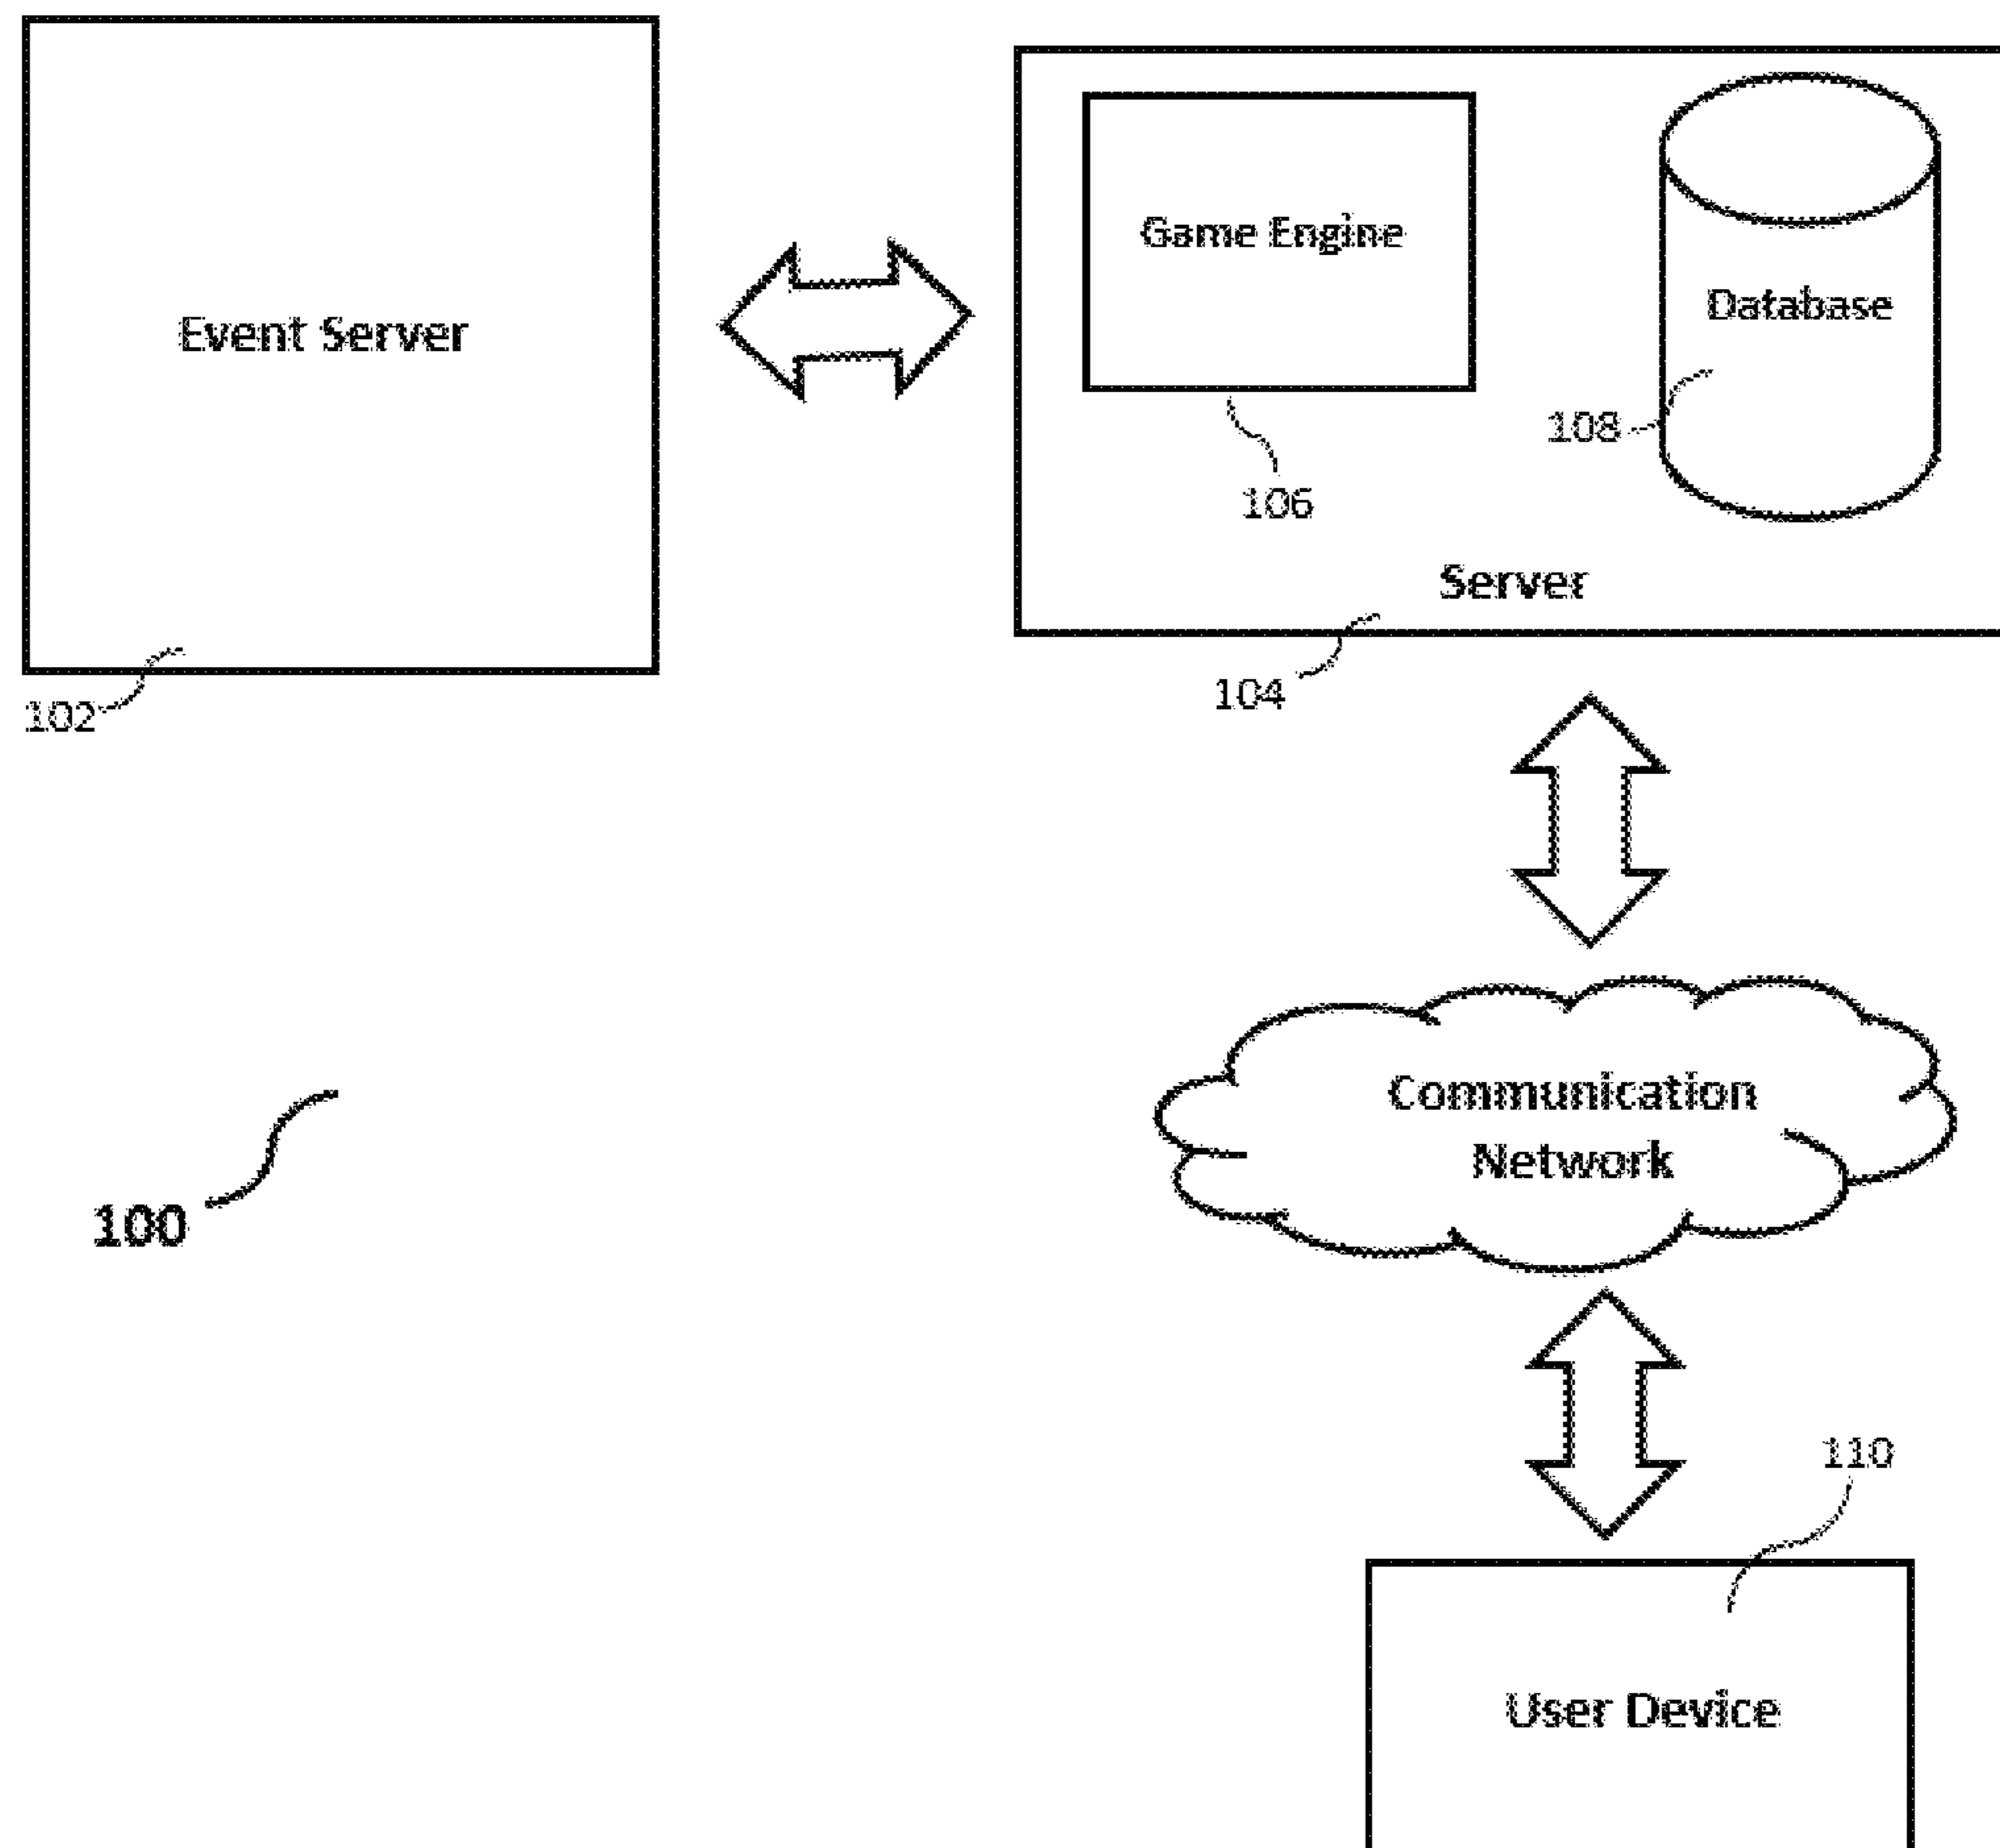 Event Server
102
Game Engine
106
Database
108
Server
104
Communication
Network
100
110
User Device